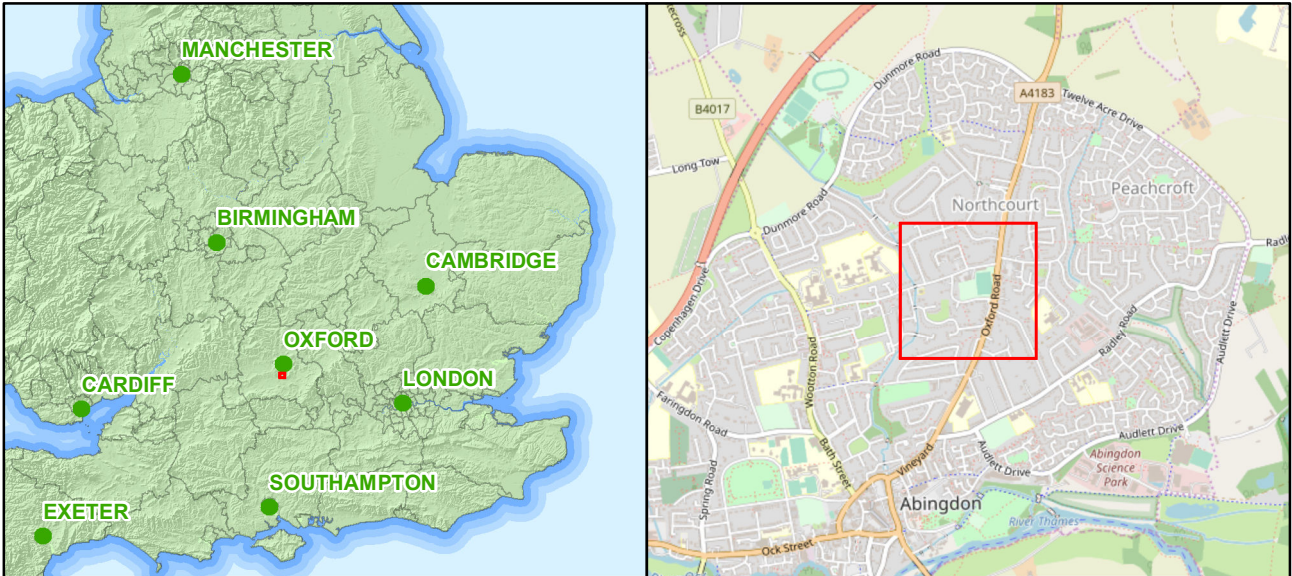 MANCHESTER
BIRMINGHAM
CAMBRIDGE
OXFORD
CARDIFF
LONDON
SOUTHAMPTON
EXETER
Dunmore Road
A4183
B4017
Twelve Acre Drive
Long Tow
Peachcroft
Northcourt
Dunmore Road
Copenhagen Drive
Oxford Road
Radley Road
Audlett Drive
Wootton Road
Faringdon Road
Bath Street
Vineyard
Audlett Drive
Audlett Drive
Abingdon
Science
Park
Spring Road
Abingdon
River Thames
Ock Street